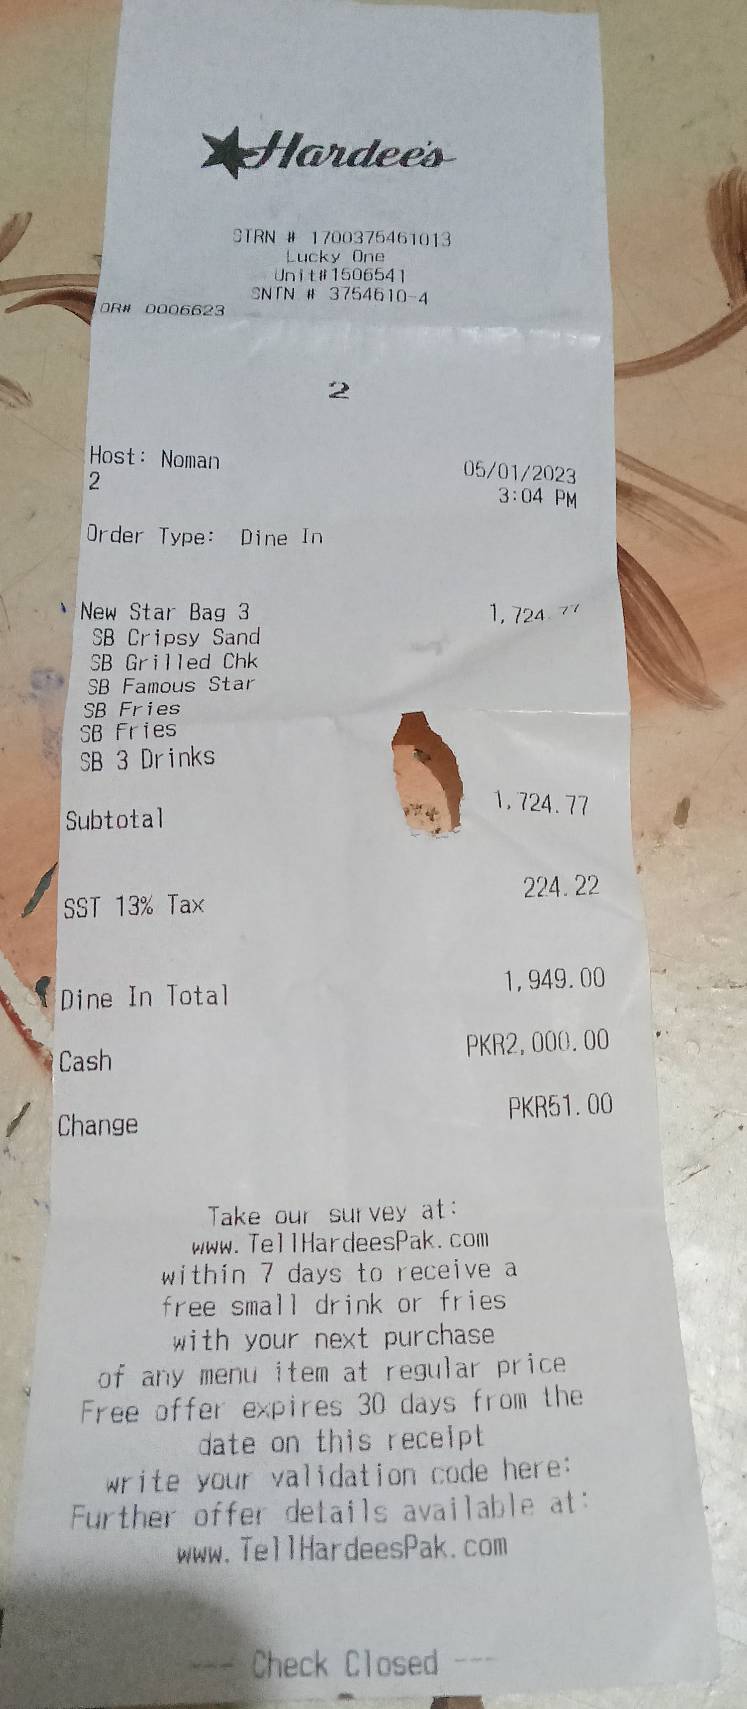 Hardee's
STRN # 1700375461013
Lucky One
Unit#1506541
SNTN # 3754610-4
OR# 0006623
2
Host: Noman
05/01/2023
2
3:04 PM
Order Type: Dine In
New Star Bag 3 1,724.77
SB Cripsy Sand
SB Grilled Chk
SB Famous Star
SB Fries
SB Fries
SB 3 Drinks
Subtotal 1,724.77
SST 13% Tax 224.22
Dine In Total 1,949.00
Cash PKR2,000.00
Change PKR51.00
Take our survey at:
www.TellHardeesPak.com
within 7 days to receive a
free small drink or fries
with your next purchase
of any menu item at regular price
Free offer expires 30 days from the
date on this receipt
write your validation code here:
Further offer details available at:
www.TellHardeesPak.com
--- Check Closed ---